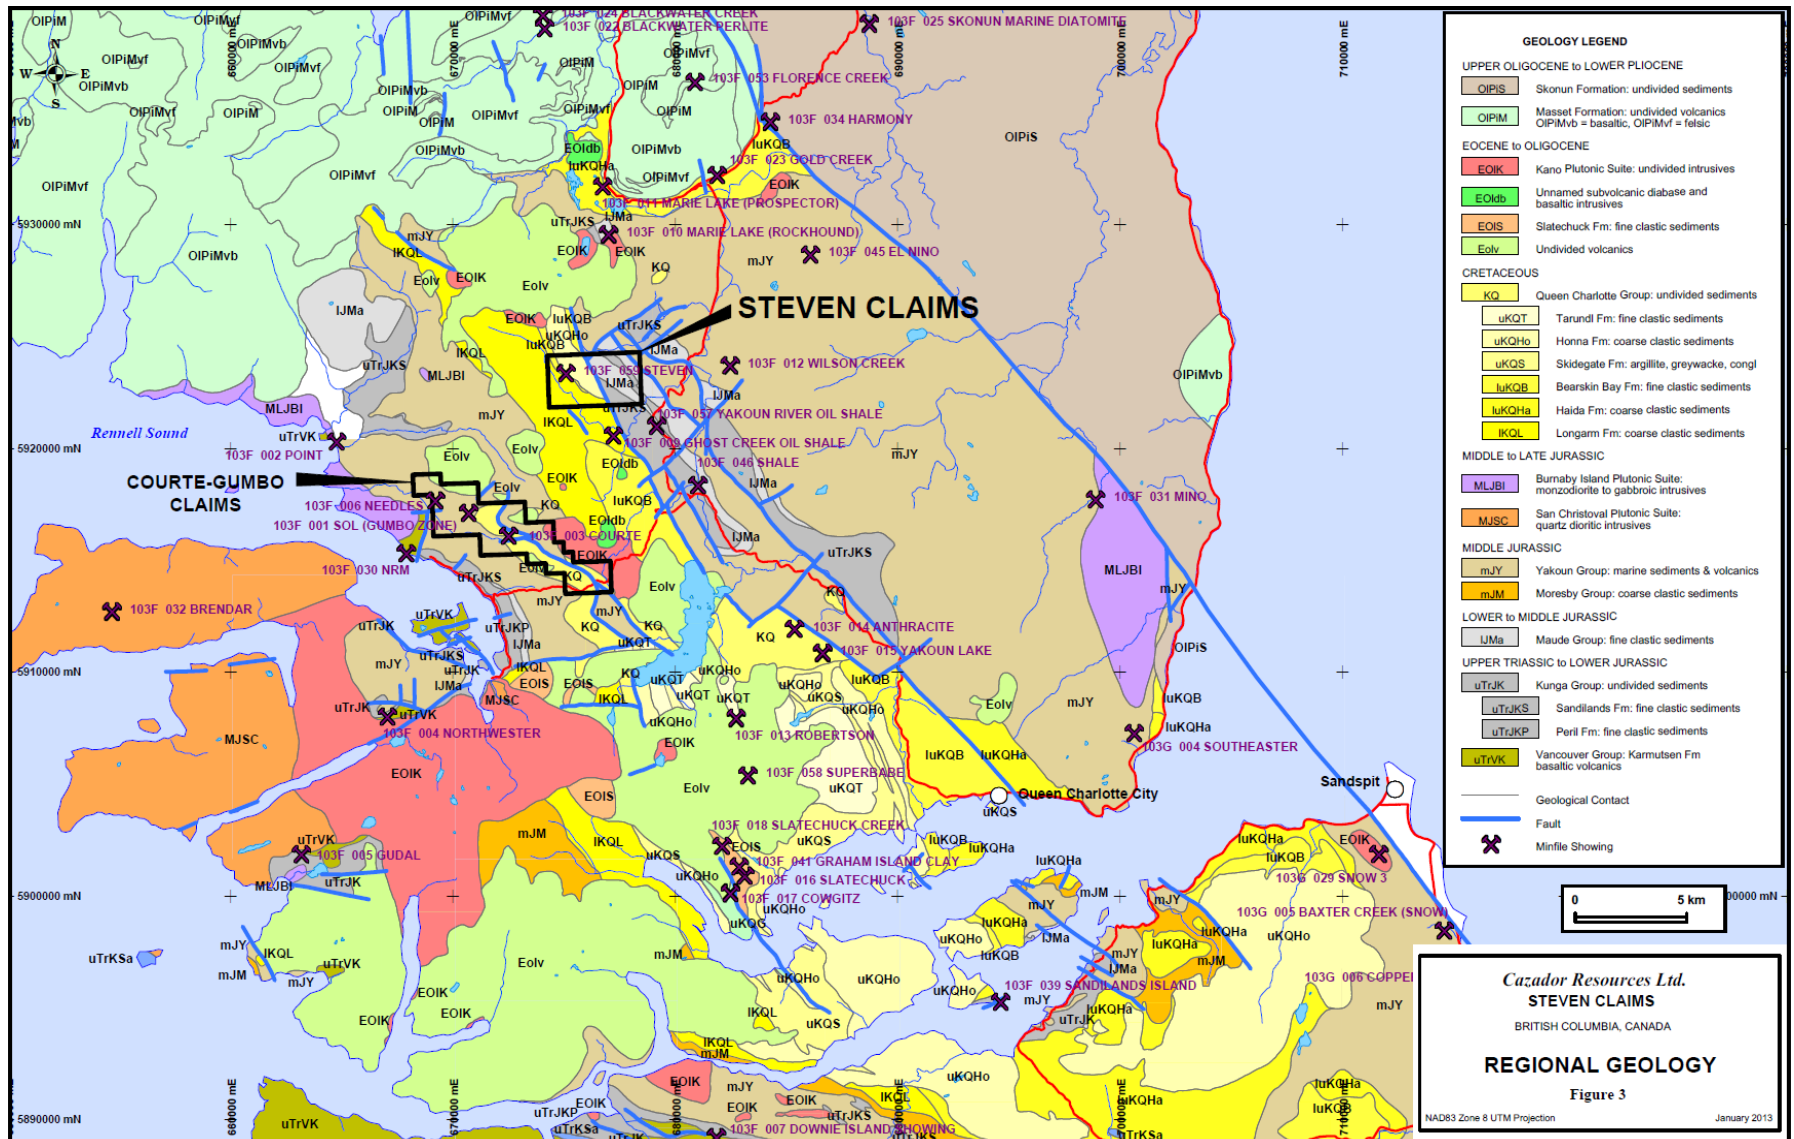 103F 024 BLACKWATER CREEK
103F 022 BLACKWATER PERLITE
103F 025 SKONUN MARINE DIATOMITE
103F 053 FLORENCE CREEK
103F 034 HARMONY
103F 023 GOLD CREEK
103F 011 MARIE LAKE (PROSPECTOR)
103F 010 MARIE LAKE (ROCKHOUND)
103F 045 EL NINO
STEVEN CLAIMS
103F 012 WILSON CREEK
103F 059 STEVEN
103F 057 YAKOUN RIVER OIL SHALE
103F 009 GHOST CREEK OIL SHALE
103F 046 SHALE
Rennell Sound
103F 002 POINT
COURTE-GUMBO
CLAIMS
103F 006 NEEDLES
103F 001 SOL (GUMBO ZONE)
103F 003 COURTE
103F 031 MINO
103F 030 NRM
103F 032 BRENDAR
103F 014 ANTHRACITE
103F 015 YAKOUN LAKE
103F 004 NORTHWESTER
103F 013 ROBERTSON
103G 004 SOUTHEASTER
103F 058 SUPERBABE
Queen Charlotte City
Sandspit
103F 018 SLATECHUCK CREEK
103F 041 GRAHAM ISLAND CLAY
103F 016 SLATECHUCK
103F 017 COWGITZ
103F 005 GUDAL
103G 029 SNOW 3
103G 005 BAXTER CREEK (SNOW)
103G 006 COPPE
103F 039 SANDILANDS ISLAND
103F 007 DOWNIE ISLAND SHOWING
N
W E
S
660000 mE
670000 mE
680000 mE
690000 mE
700000 mE
710000 mE
5930000 mN
5920000 mN
5910000 mN
5900000 mN
5890000 mN
GEOLOGY LEGEND
UPPER OLIGOCENE to LOWER PLIOCENE
OlPiS Skonun Formation: undivided sediments
OlPiM Masset Formation: undivided volcanics
OlPiMvb = basaltic, OlPiMvf = felsic
EOCENE to OLIGOCENE
EOlK Kano Plutonic Suite: undivided intrusives
EOldb Unnamed subvolcanic diabase and
basaltic intrusives
EOlS Slatechuck Fm: fine clastic sediments
Eolv Undivided volcanics
CRETACEOUS
KQ Queen Charlotte Group: undivided sediments
uKQT Tarundl Fm: fine clastic sediments
uKQHo Honna Fm: coarse clastic sediments
uKQS Skidegate Fm: argillite, greywacke, congl
luKQB Bearskin Bay Fm: fine clastic sediments
luKQHa Haida Fm: coarse clastic sediments
lKQL Longarm Fm: coarse clastic sediments
MIDDLE to LATE JURASSIC
MLJBI Burnaby Island Plutonic Suite:
monzodiorite to gabbroic intrusives
MJSC San Christoval Plutonic Suite:
quartz dioritic intrusives
MIDDLE JURASSIC
mJY Yakoun Group: marine sediments & volcanics
mJM Moresby Group: coarse clastic sediments
LOWER to MIDDLE JURASSIC
lJMa Maude Group: fine clastic sediments
UPPER TRIASSIC to LOWER JURASSIC
uTrJK Kunga Group: undivided sediments
uTrJKS Sandilands Fm: fine clastic sediments
uTrJKP Peril Fm: fine clastic sediments
uTrVK Vancouver Group: Karmutsen Fm
basaltic volcanics
Geological Contact
Fault
Minfile Showing
0 5 km
Cazador Resources Ltd.
STEVEN CLAIMS
BRITISH COLUMBIA, CANADA
REGIONAL GEOLOGY
Figure 3
NAD83 Zone 8 UTM Projection January 2013